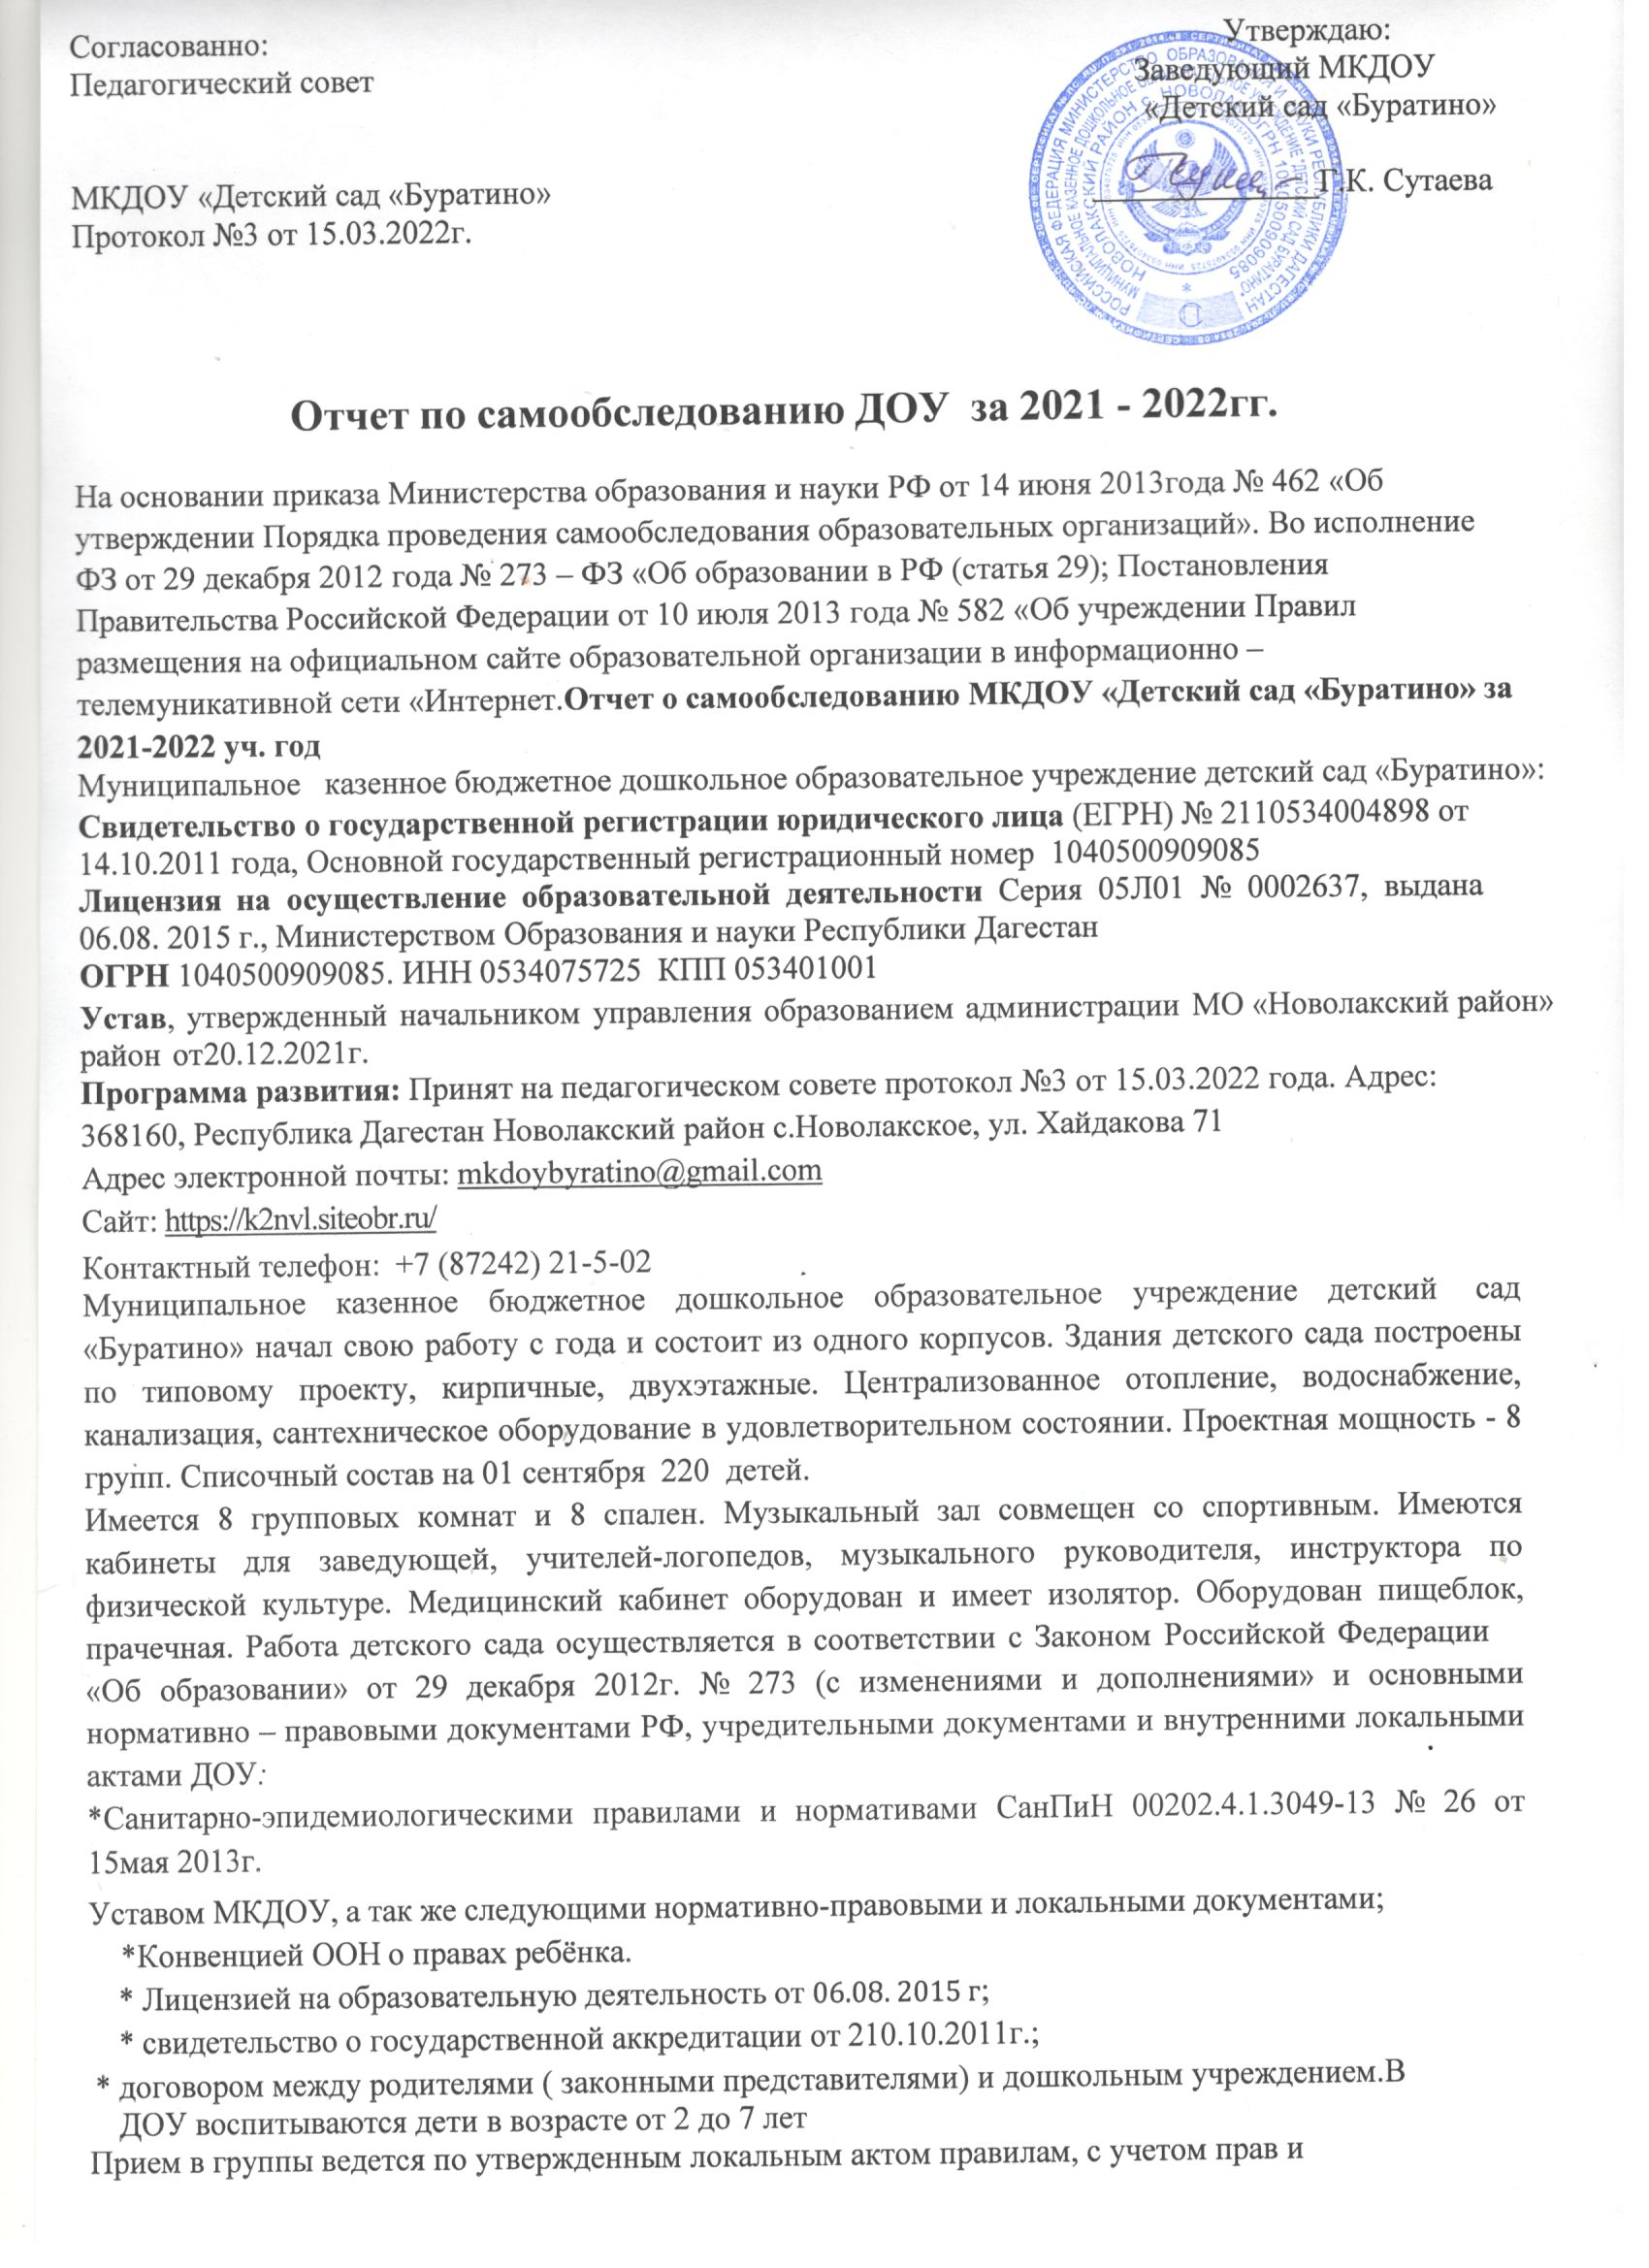 Согласованно:
Педагогический совет
МКДОУ «Детский сад «Буратино»
Протокол №3 от 15.03.2022г.
Утверждаю:
Заведующий МКДОУ
«Детский сад «Буратино»
Г.К. Сутаева
Отчет по самообследованию ДОУ за 2021 - 2022гг.
На основании приказа Министерства образования и науки РФ от 14 июня 2013года № 462 «Об
утверждении Порядка проведения самообследования образовательных организаций». Во исполнение
ФЗ от 29 декабря 2012 года № 273 – ФЗ «Об образовании в РФ (статья 29); Постановления
Правительства Российской Федерации от 10 июля 2013 года № 582 «Об учреждении Правил
размещения на официальном сайте образовательной организации в информационно –
телемуникативной сети «Интернет.Отчет о самообследованию МКДОУ «Детский сад «Буратино» за
2021-2022 уч. год
Муниципальное казенное бюджетное дошкольное образовательное учреждение детский сад «Буратино»:
Свидетельство о государственной регистрации юридического лица (ЕГРН) № 2110534004898 от
14.10.2011 года, Основной государственный регистрационный номер 1040500909085
Лицензия на осуществление образовательной деятельности Серия 05Л01 № 0002637, выдана
06.08. 2015 г., Министерством Образования и науки Республики Дагестан
ОГРН 1040500909085. ИНН 0534075725 КПП 053401001
Устав, утвержденный начальником управления образованием администрации МО «Новолакский район»
район от20.12.2021г.
Программа развития: Принят на педагогическом совете протокол №3 от 15.03.2022 года. Адрес:
368160, Республика Дагестан Новолакский район с.Новолакское, ул. Хайдакова 71
Адрес электронной почты: mkdoybyratino@gmail.com
Сайт: https://k2nvl.siteobr.ru/
Контактный телефон: +7 (87242) 21-5-02
Муниципальное казенное бюджетное дошкольное образовательное учреждение детский сад
«Буратино» начал свою работу с года и состоит из одного корпусов. Здания детского сада построены
по типовому проекту, кирпичные, двухэтажные. Централизованное отопление, водоснабжение,
канализация, сантехническое оборудование в удовлетворительном состоянии. Проектная мощность - 8
групп. Списочный состав на 01 сентября 220 детей.
Имеется 8 групповых комнат и 8 спален. Музыкальный зал совмещен со спортивным. Имеются
кабинеты для заведующей, учителей-логопедов, музыкального руководителя, инструктора по
физической культуре. Медицинский кабинет оборудован и имеет изолятор. Оборудован пищеблок,
прачечная. Работа детского сада осуществляется в соответствии с Законом Российской Федерации
«Об образовании» от 29 декабря 2012г. № 273 (с изменениями и дополнениями» и основными
нормативно – правовыми документами РФ, учредительными документами и внутренними локальными
актами ДОУ:
*Санитарно-эпидемиологическими правилами и нормативами СанПиН 00202.4.1.3049-13 № 26 от
15мая 2013г.
Уставом МКДОУ, а так же следующими нормативно-правовыми и локальными документами;
*Конвенцией ООН о правах ребёнка.
* Лицензией на образовательную деятельность от 06.08. 2015 г;
* свидетельство о государственной аккредитации от 210.10.2011г.;
* договором между родителями ( законными представителями) и дошкольным учреждением.В
ДОУ воспитываются дети в возрасте от 2 до 7 лет
Прием в группы ведется по утвержденным локальным актом правилам, с учетом прав и